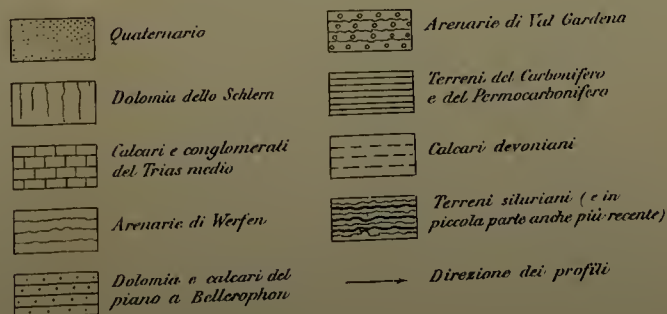 Quaternario
Dolomia dello Schlern
Calcari e conglomerati
del Trias medio
Arenarie di Werfen
Dolomia e calcari del
piano a Bellerophon
Arenarie di Val Gardena
Terreni del Carbonifero
e del Permocarbonifero
Calcari devoniani
Terreni siluriani (e in
piccola parte anche più recente)
Direzione dei profili